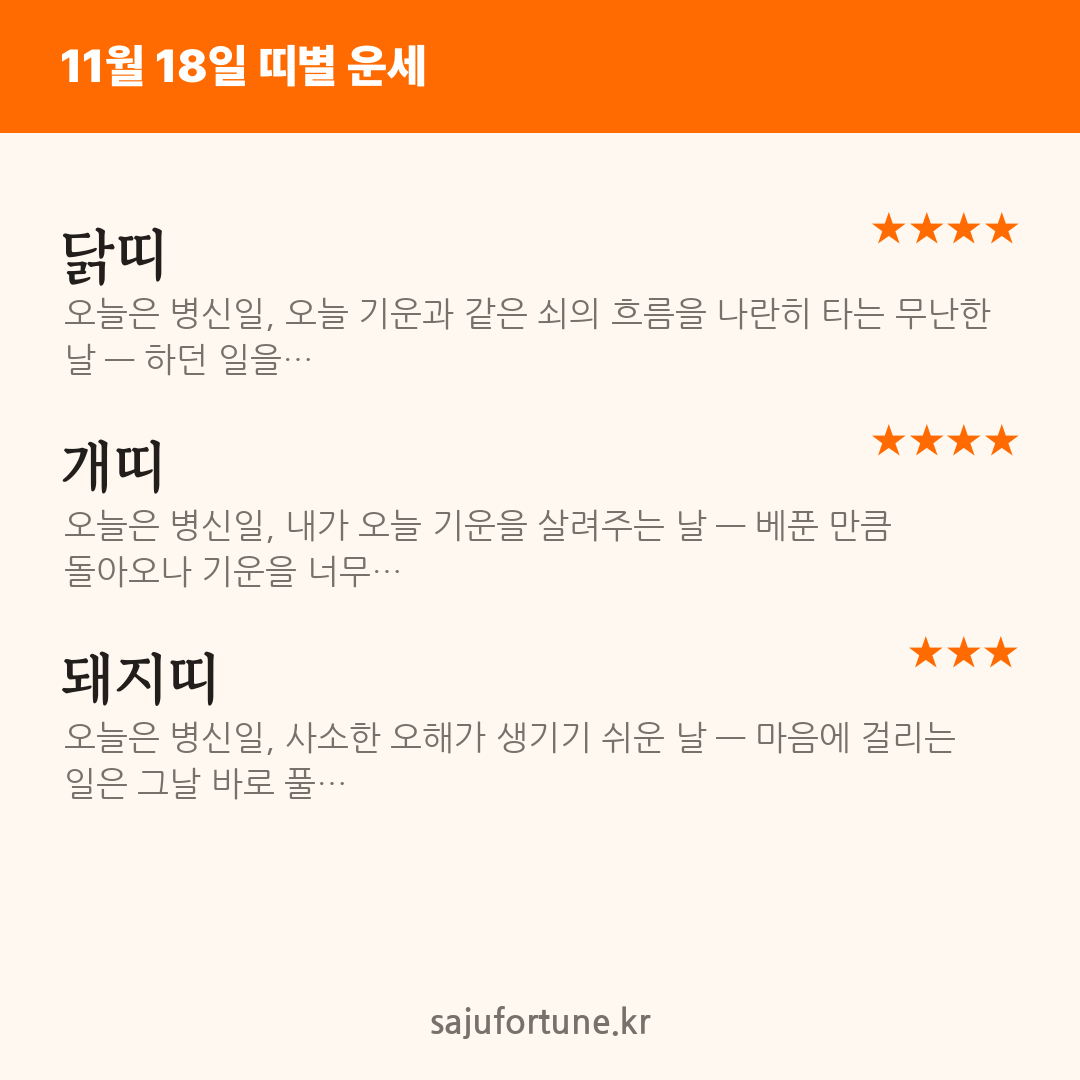 11월 18일 띠별 운세
닭띠 ★★★★
오늘은 병신일, 오늘 기운과 같은 쇠의 흐름을 나란히 타는 무난한
날 — 하던 일을…
개띠 ★★★★
오늘은 병신일, 내가 오늘 기운을 살려주는 날 — 베푼 만큼
돌아오나 기운을 너무…
돼지띠 ★★★
오늘은 병신일, 사소한 오해가 생기기 쉬운 날 — 마음에 걸리는
일은 그날 바로 풀…
sajufortune.kr